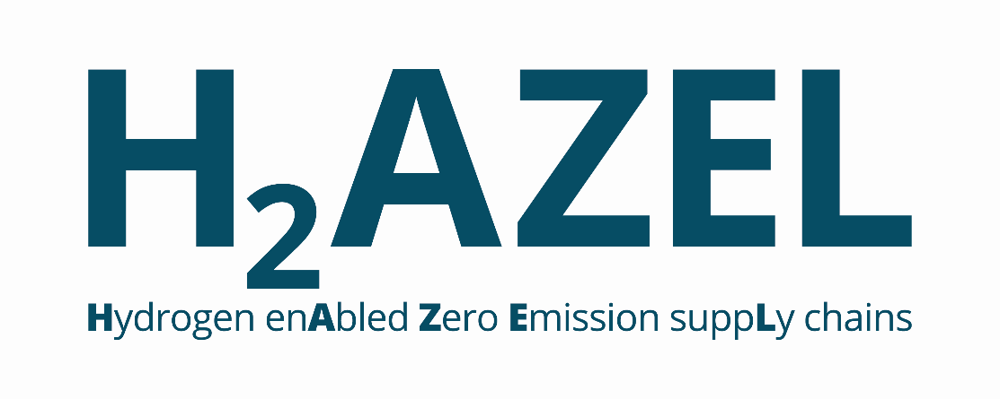 H₂AZEL
Hydrogen enAbled Zero Emission suppLy chains